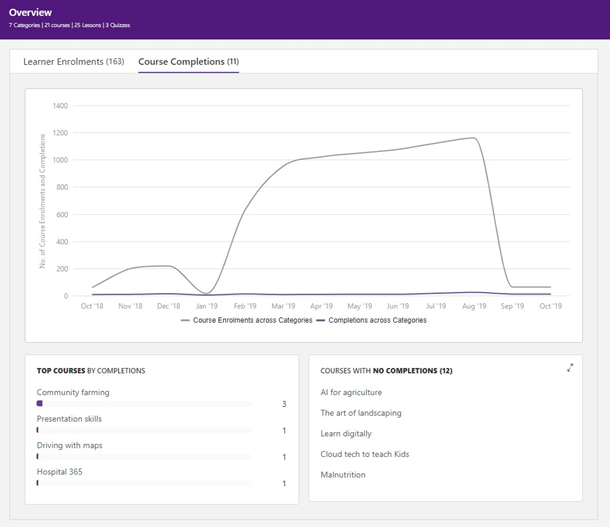 Overview
7 Categories | 21 courses | 25 Lessons | 3 Quizzes
Learner Enrolments (163)
Course Completions (11)
No. of Course Enrolments and Completions
1400
1200
1000
800
600
400
200
0
Oct '18 Nov '18 Dec '18 Jan '19 Feb '19 Mar '19 Apr '19 May '19 Jun '19 Jul '19 Aug '19 Sep '19 Oct '19
Course Enrolments across Categories Completions across Categories
TOP COURSES BY COMPLETIONS
Community farming
3
Presentation skills
1
Driving with maps
1
Hospital 365
1
COURSES WITH NO COMPLETIONS (12)
AI for agriculture
The art of landscaping
Learn digitally
Cloud tech to teach Kids
Malnutrition